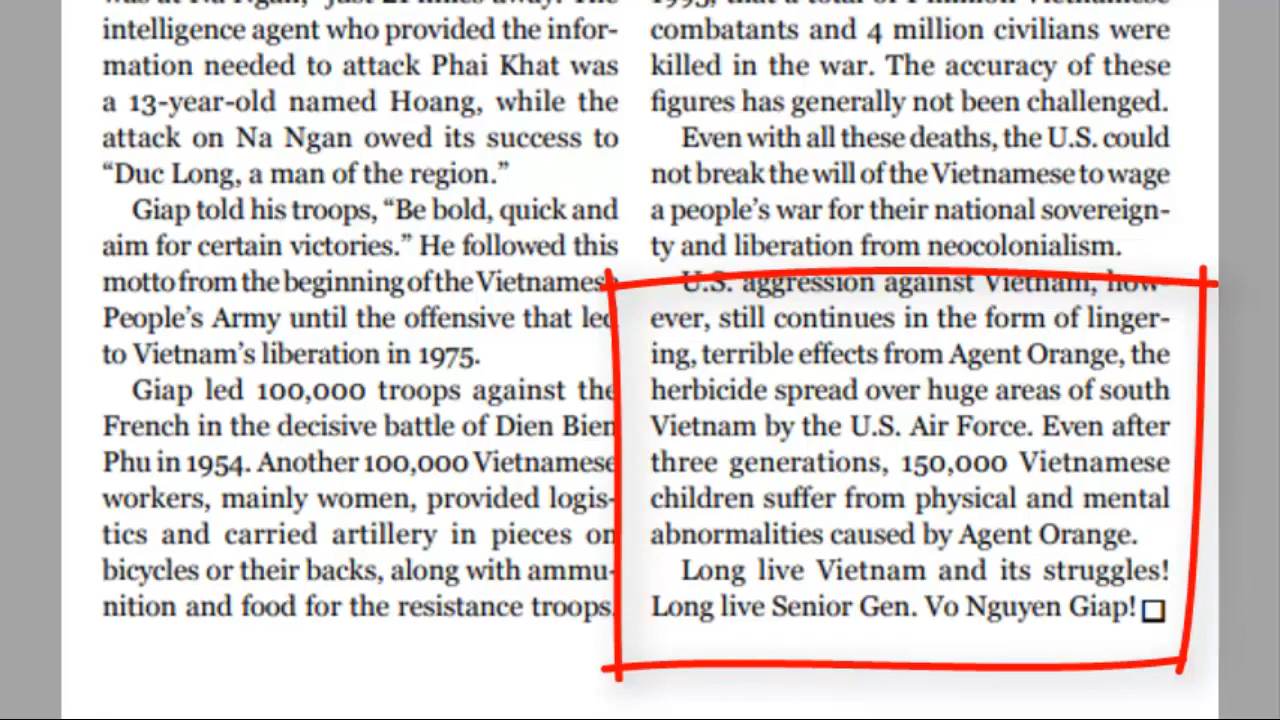 intelligence agent who provided the infor-
mation needed to attack Phai Khat was
a 13-year-old named Hoang, while the
attack on Na Ngan owed its success to
“Duc Long, a man of the region.”
Giap told his troops, “Be bold, quick and
aim for certain victories.” He followed this
motto from the beginning of the Vietnamese
People’s Army until the offensive that led
to Vietnam’s liberation in 1975.
Giap led 100,000 troops against the
French in the decisive battle of Dien Bien
Phu in 1954. Another 100,000 Vietnamese
workers, mainly women, provided logis-
tics and carried artillery in pieces on
bicycles or their backs, along with ammu-
nition and food for the resistance troops.
combatants and 4 million civilians were
killed in the war. The accuracy of these
figures has generally not been challenged.
Even with all these deaths, the U.S. could
not break the will of the Vietnamese to wage
a people’s war for their national sovereign-
ty and liberation from neocolonialism.
U.S. aggression against Vietnam, how-
ever, still continues in the form of linger-
ing, terrible effects from Agent Orange, the
herbicide spread over huge areas of south
Vietnam by the U.S. Air Force. Even after
three generations, 150,000 Vietnamese
children suffer from physical and mental
abnormalities caused by Agent Orange.
Long live Vietnam and its struggles!
Long live Senior Gen. Vo Nguyen Giap!